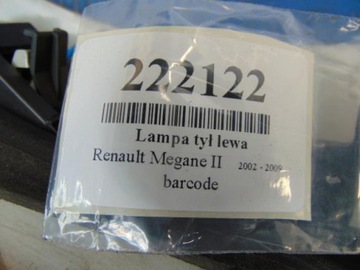 222122
Lampa tył lewa
Renault Megane II 2002 - 2009
barcode